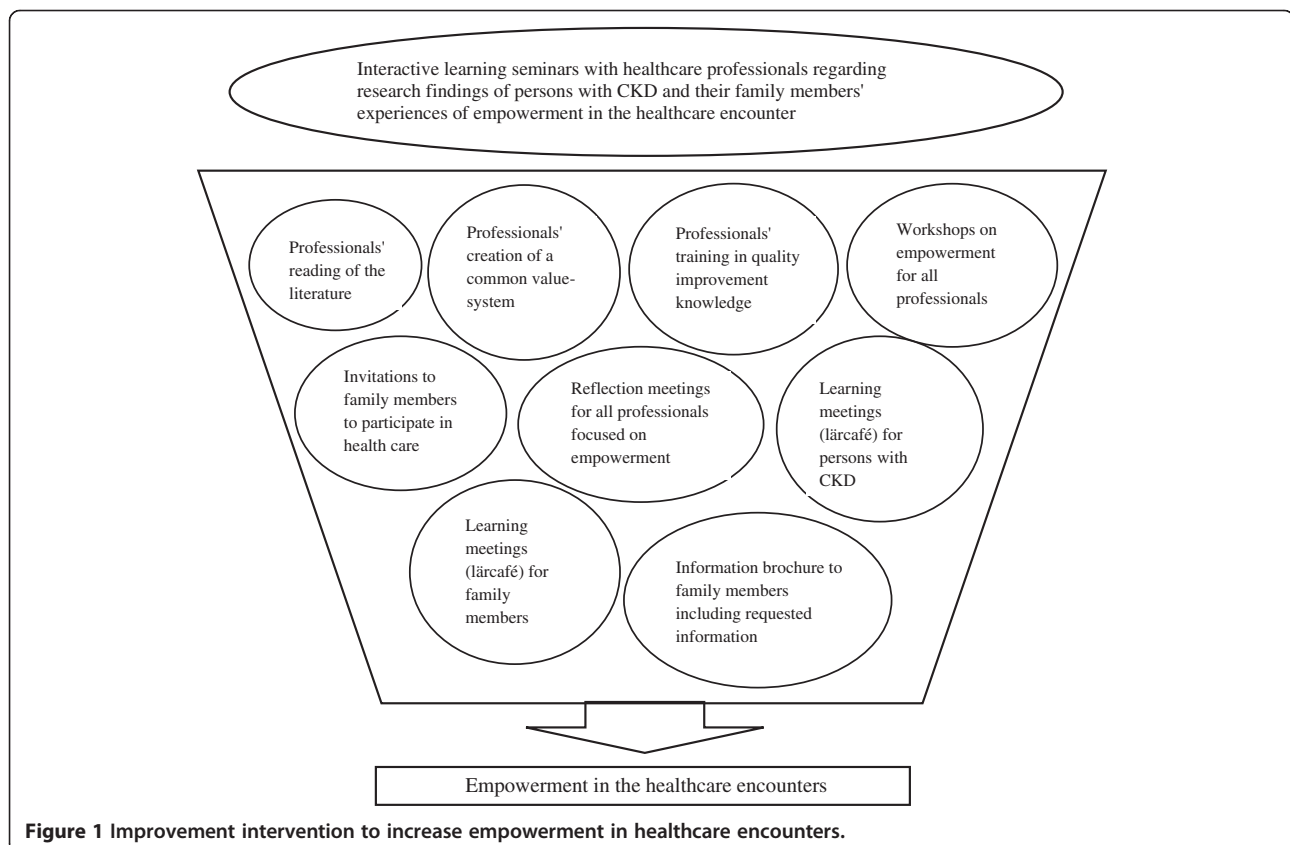 Interactive learning seminars with healthcare professionals regarding
research findings of persons with CKD and their family members'
experiences of empowerment in the healthcare encounter
Professionals'
reading of the
literature
Professionals'
creation of a
common value-
system
Professionals'
training in quality
improvement
knowledge
Workshops on
empowerment
for all
professionals
Invitations to
family members
to participate in
health care
Reflection meetings
for all professionals
focused on
empowerment
Learning
meetings
(lärcafé) for
persons with
CKD
Learning
meetings
(lärcafé) for
family
members
Information brochure to
family members
including requested
information
Empowerment in the healthcare encounters
Figure 1 Improvement intervention to increase empowerment in healthcare encounters.